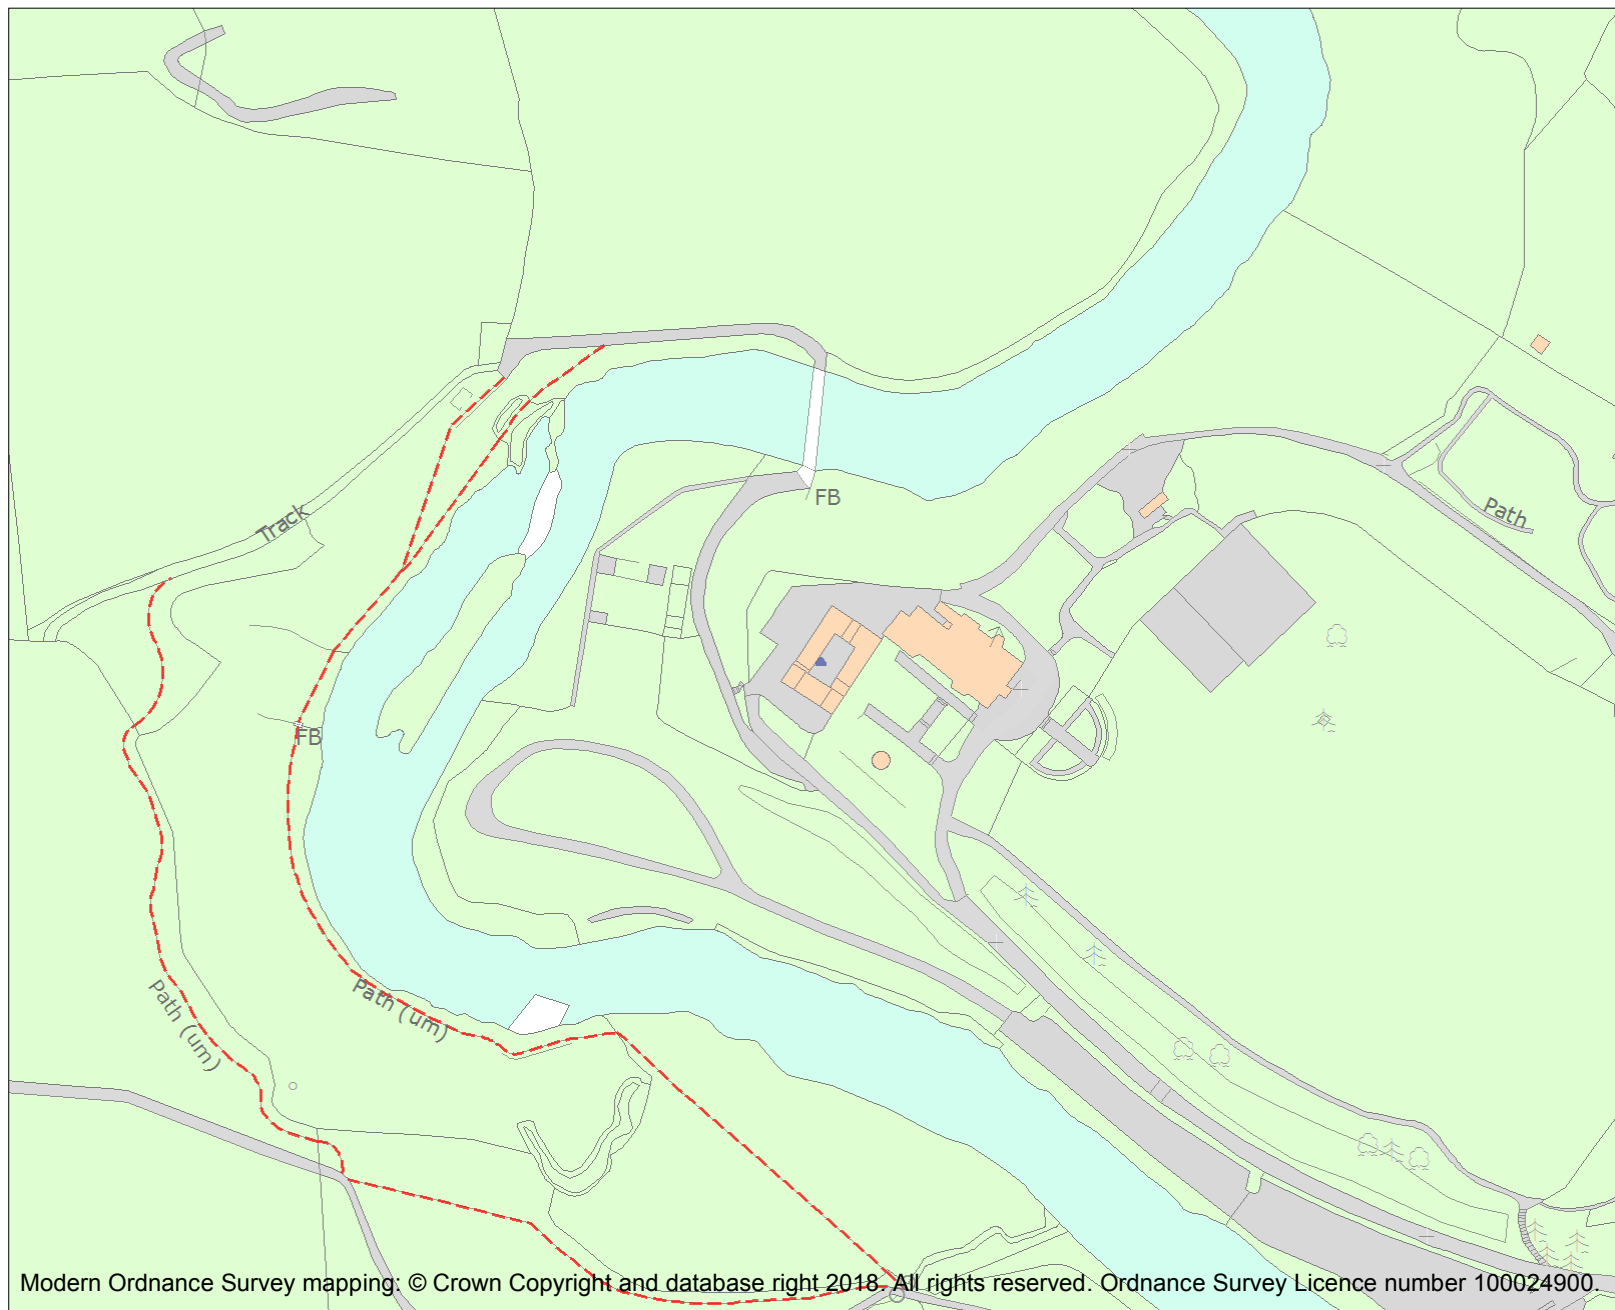 FB
Path
Track
FB
Path (um)
Path (um)
Modern Ordnance Survey mapping: © Crown Copyright and database right 2018. All rights reserved. Ordnance Survey Licence number 100024900.